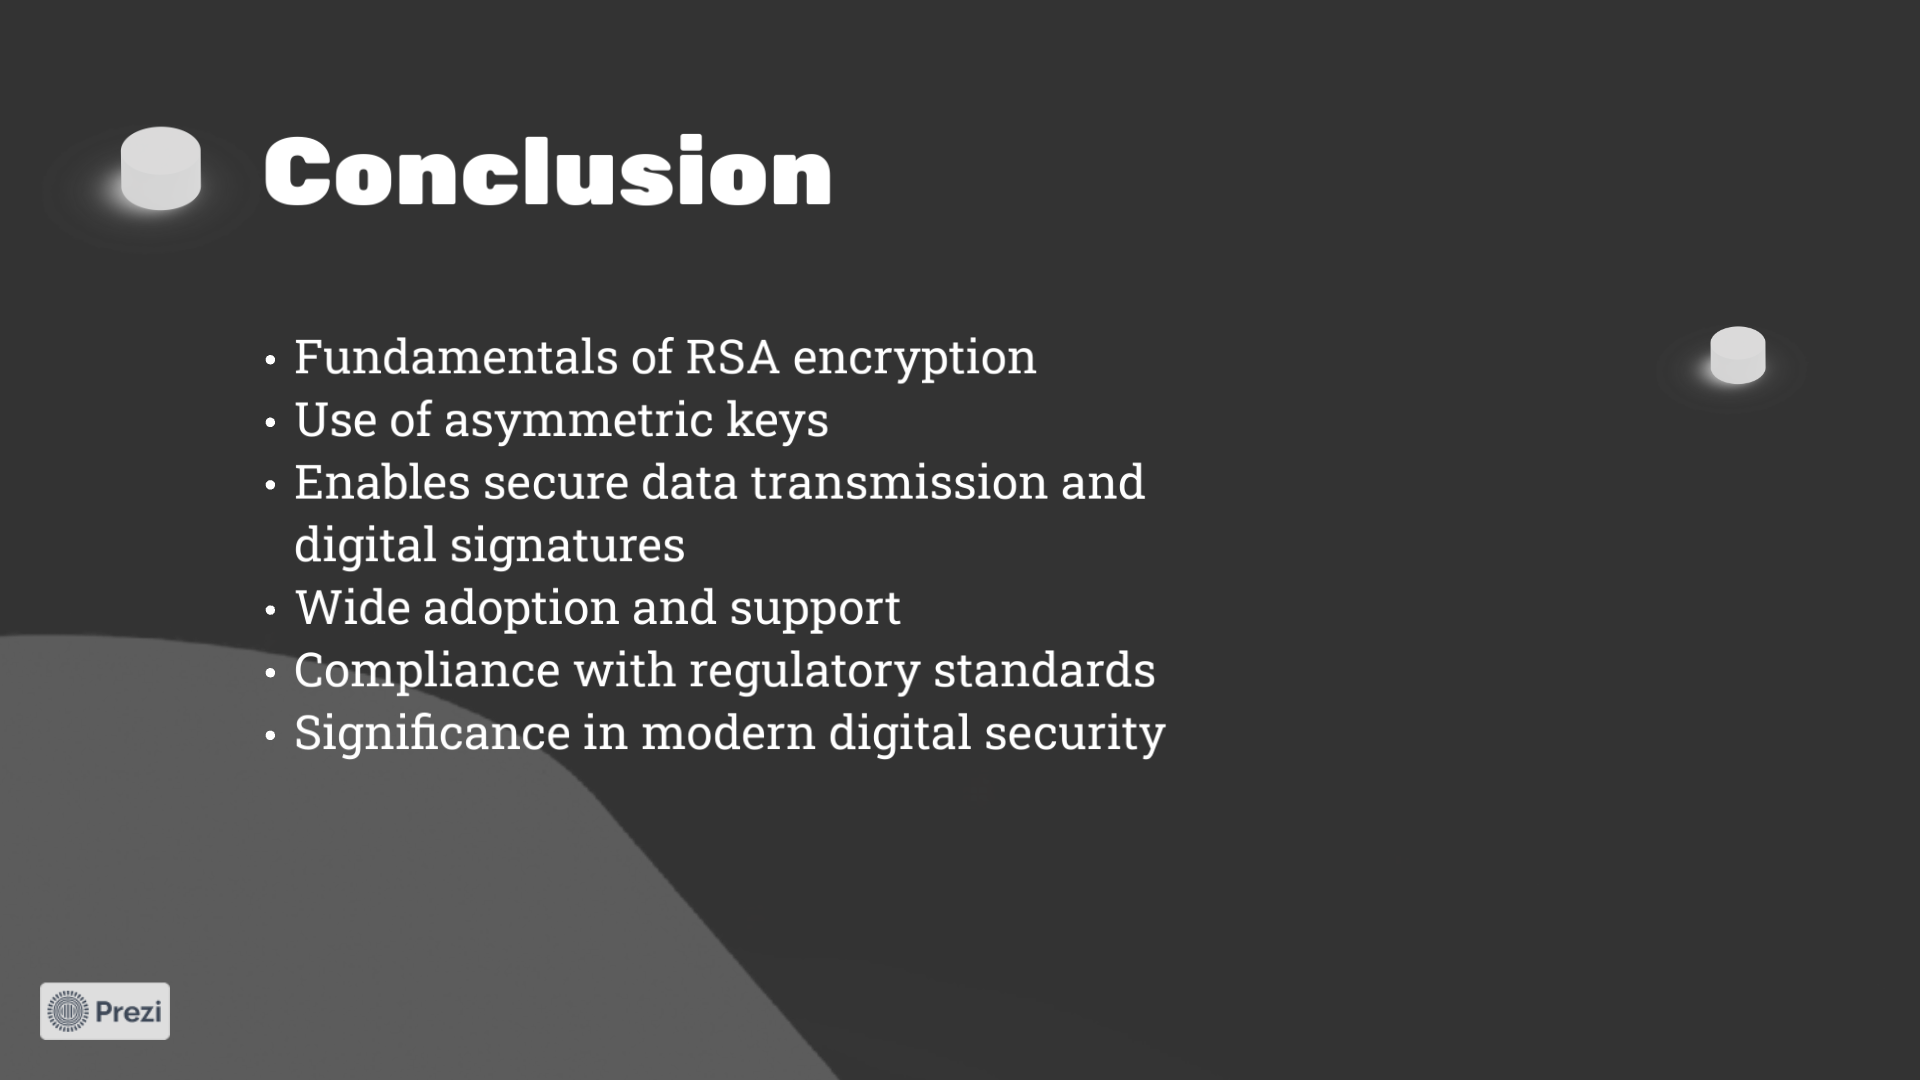 Conclusion
• Fundamentals of RSA encryption
• Use of asymmetric keys
• Enables secure data transmission and
digital signatures
• Wide adoption and support
• Compliance with regulatory standards
• Significance in modern digital security
Prezi